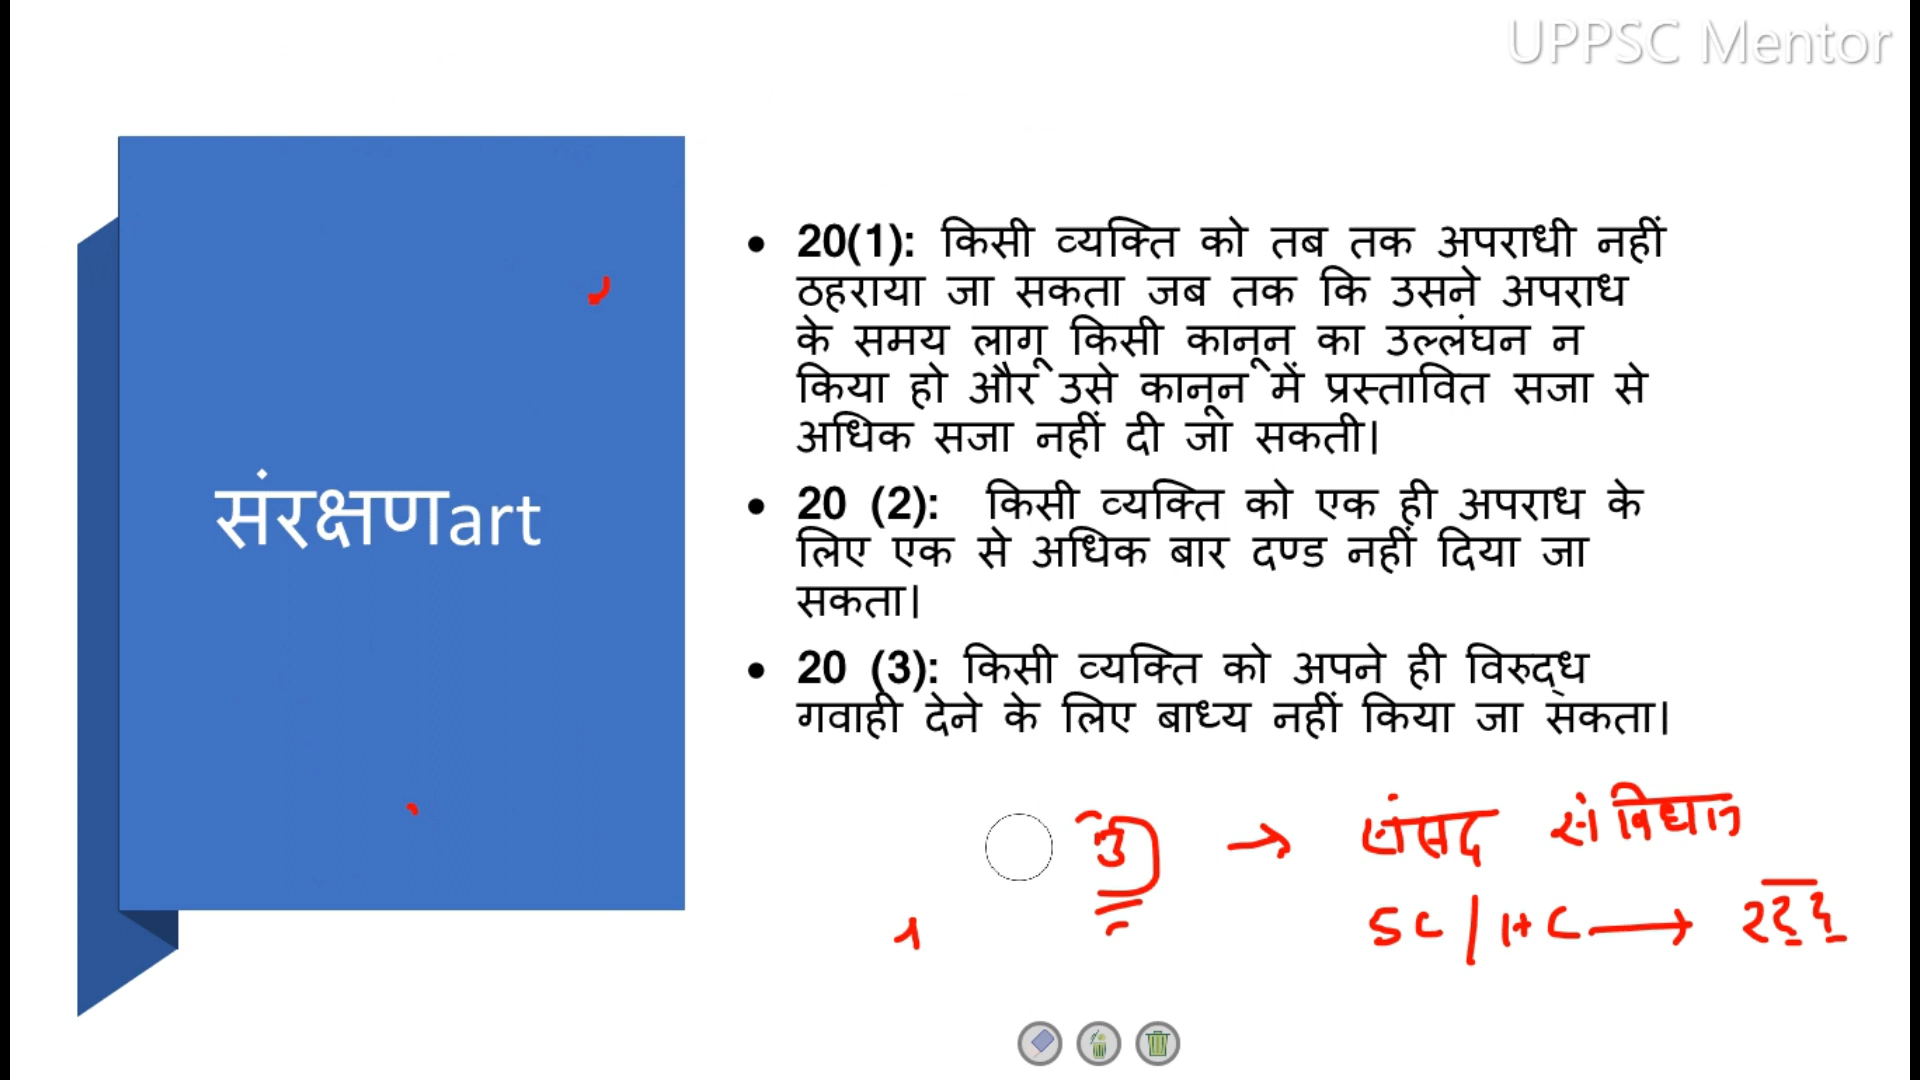 UPPSC Mentor
संरक्षणart
• 20(1): किसी व्यक्ति को तब तक अपराधी नहीं
ठहराया जा सकता जब तक कि उसने अपराध
के समय लागू किसी कानून का उल्लंघन न
किया हो और उसे कानून में प्रस्तावित सजा से
अधिक सजा नहीं दी जा सकती।
• 20 (2): किसी व्यक्ति को एक ही अपराध के
लिए एक से अधिक बार दण्ड नहीं दिया जा
सकता।
• 20 (3): किसी व्यक्ति को अपने ही विरुद्ध
गवाही देने के लिए बाध्य नहीं किया जा सकता।
→ संसद संविधान
SC / HC →